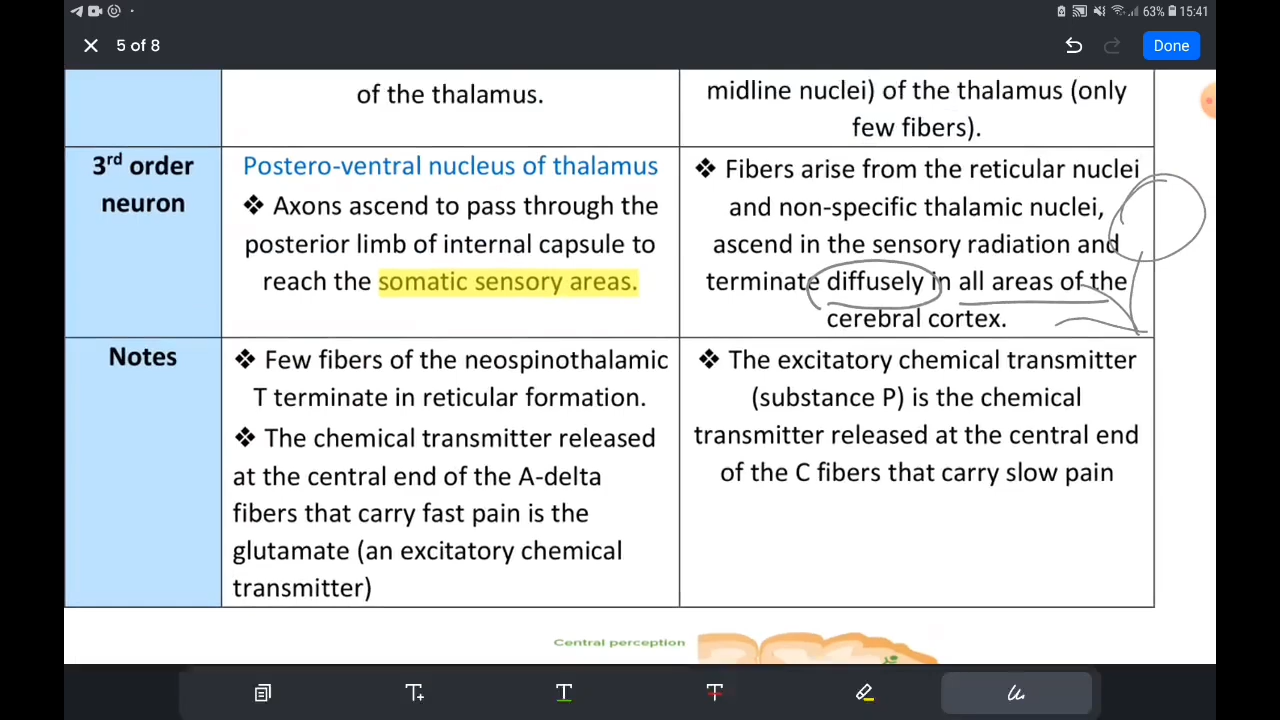 63% 15:41
5 of 8
Done
of the thalamus.
midline nuclei) of the thalamus (only
few fibers).
3rd order
neuron
Postero-ventral nucleus of thalamus
❖ Axons ascend to pass through the
posterior limb of internal capsule to
reach the somatic sensory areas.
❖ Fibers arise from the reticular nuclei
and non-specific thalamic nuclei,
ascend in the sensory radiation and
terminate diffusely in all areas of the
cerebral cortex.
Notes
❖ Few fibers of the neospinothalamic
T terminate in reticular formation.
❖ The chemical transmitter released
at the central end of the A-delta
fibers that carry fast pain is the
glutamate (an excitatory chemical
transmitter)
❖ The excitatory chemical transmitter
(substance P) is the chemical
transmitter released at the central end
of the C fibers that carry slow pain
Central perception